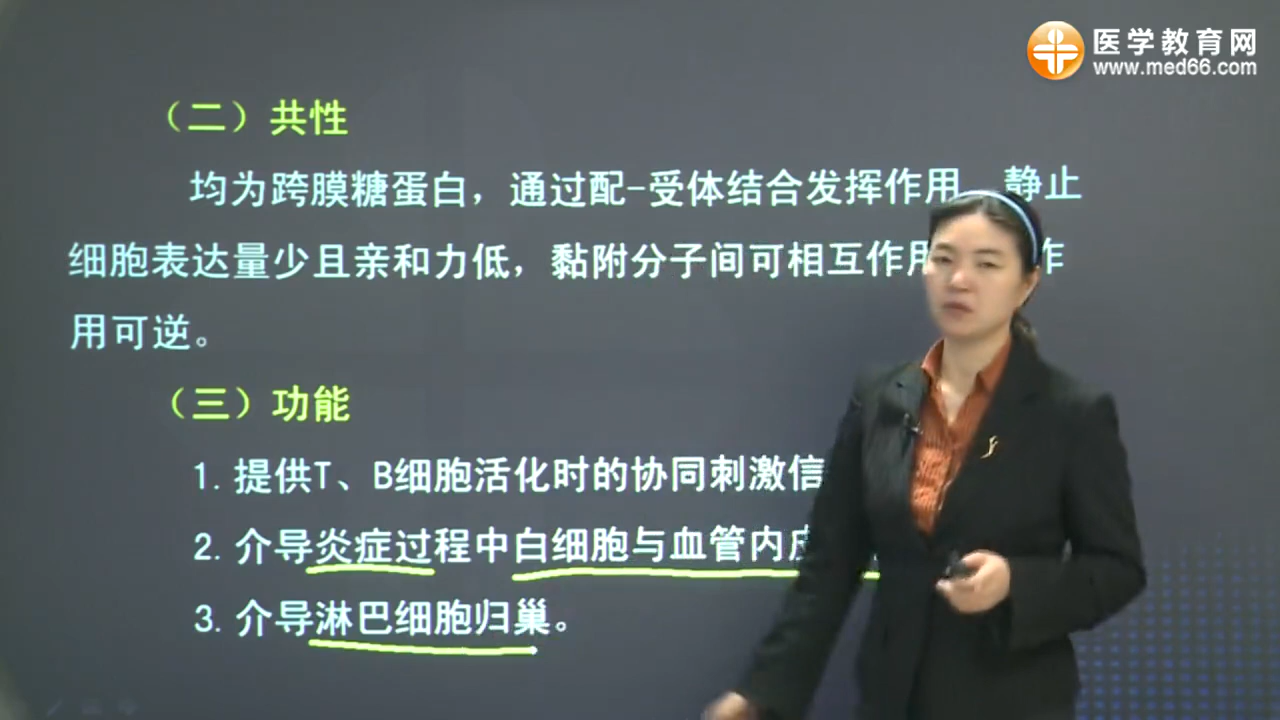 医学教育网
www.med66.com
（二）共性
均为跨膜糖蛋白，通过配-受体结合发挥作用 静止
细胞表达量少且亲和力低，黏附分子间可相互作用 作
用可逆。
（三）功能
1. 提供T、B细胞活化时的协同刺激信
2. 介导炎症过程中白细胞与血管内皮
3. 介导淋巴细胞归巢。